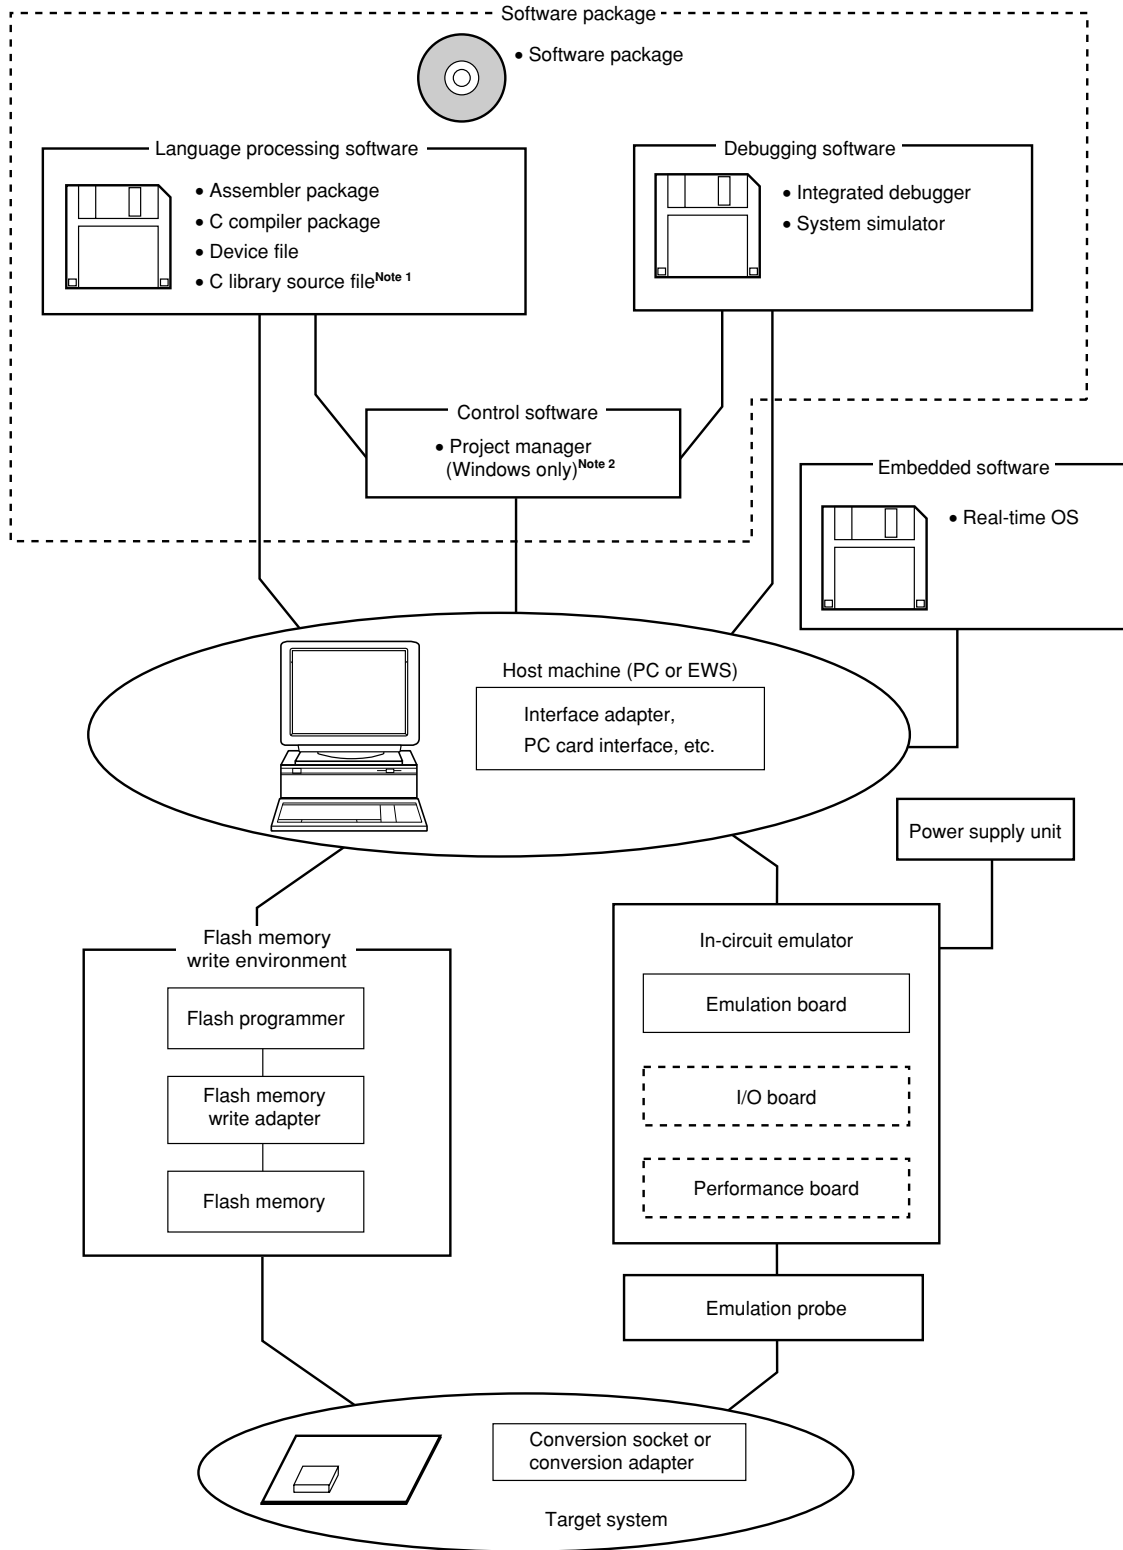 Software package
• Software package
Language processing software
• Assembler package
• C compiler package
• Device file
• C library source fileNote 1
Debugging software
• Integrated debugger
• System simulator
Control software
• Project manager
(Windows only)Note 2
Embedded software
• Real-time OS
Host machine (PC or EWS)
Interface adapter,
PC card interface, etc.
Power supply unit
Flash memory
write environment
Flash programmer
Flash memory
write adapter
Flash memory
In-circuit emulator
Emulation board
I/O board
Performance board
Emulation probe
Conversion socket or
conversion adapter
Target system